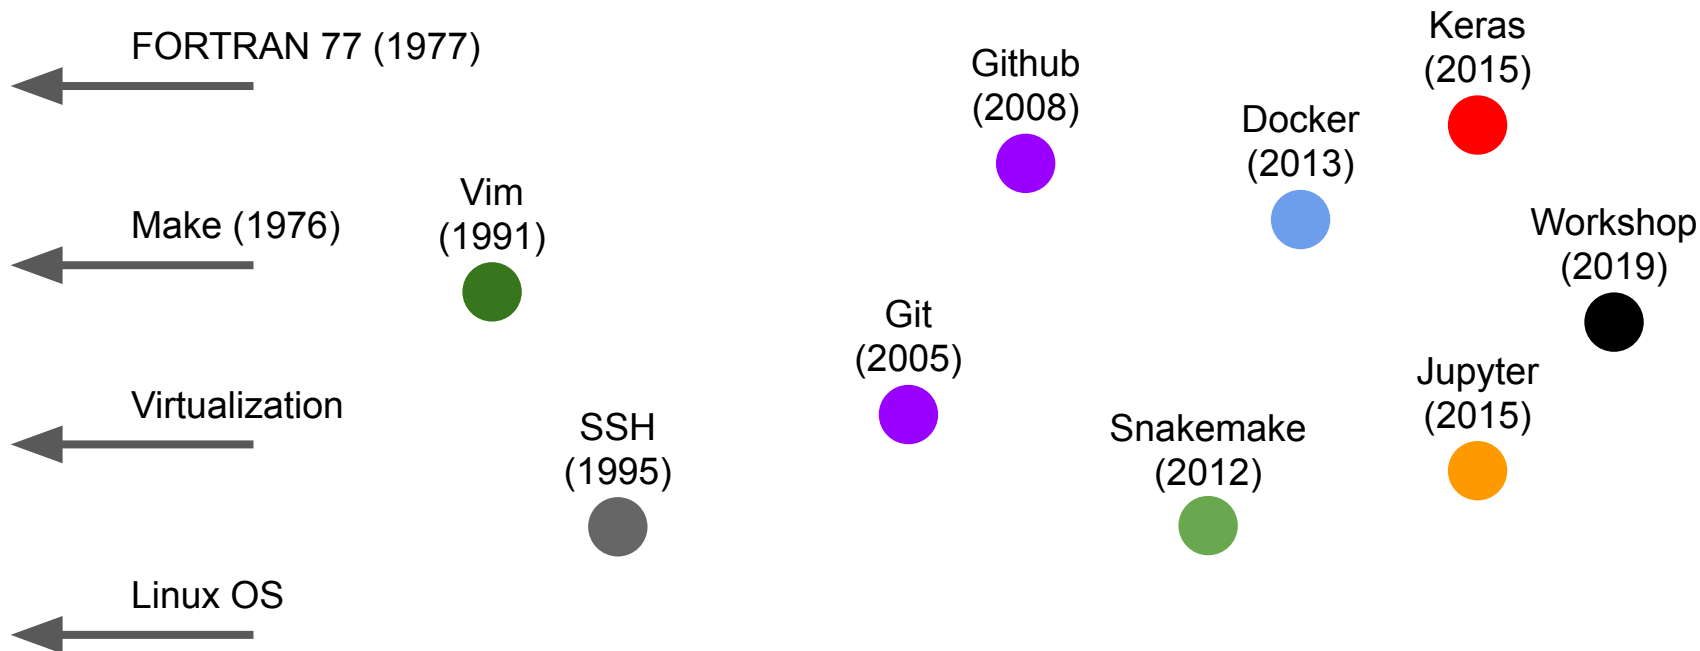 FORTRAN 77 (1977)
Make (1976)
Virtualization
Linux OS
Vim
(1991)
SSH
(1995)
Git
(2005)
Github
(2008)
Snakemake
(2012)
Docker
(2013)
Keras
(2015)
Jupyter
(2015)
Workshop
(2019)